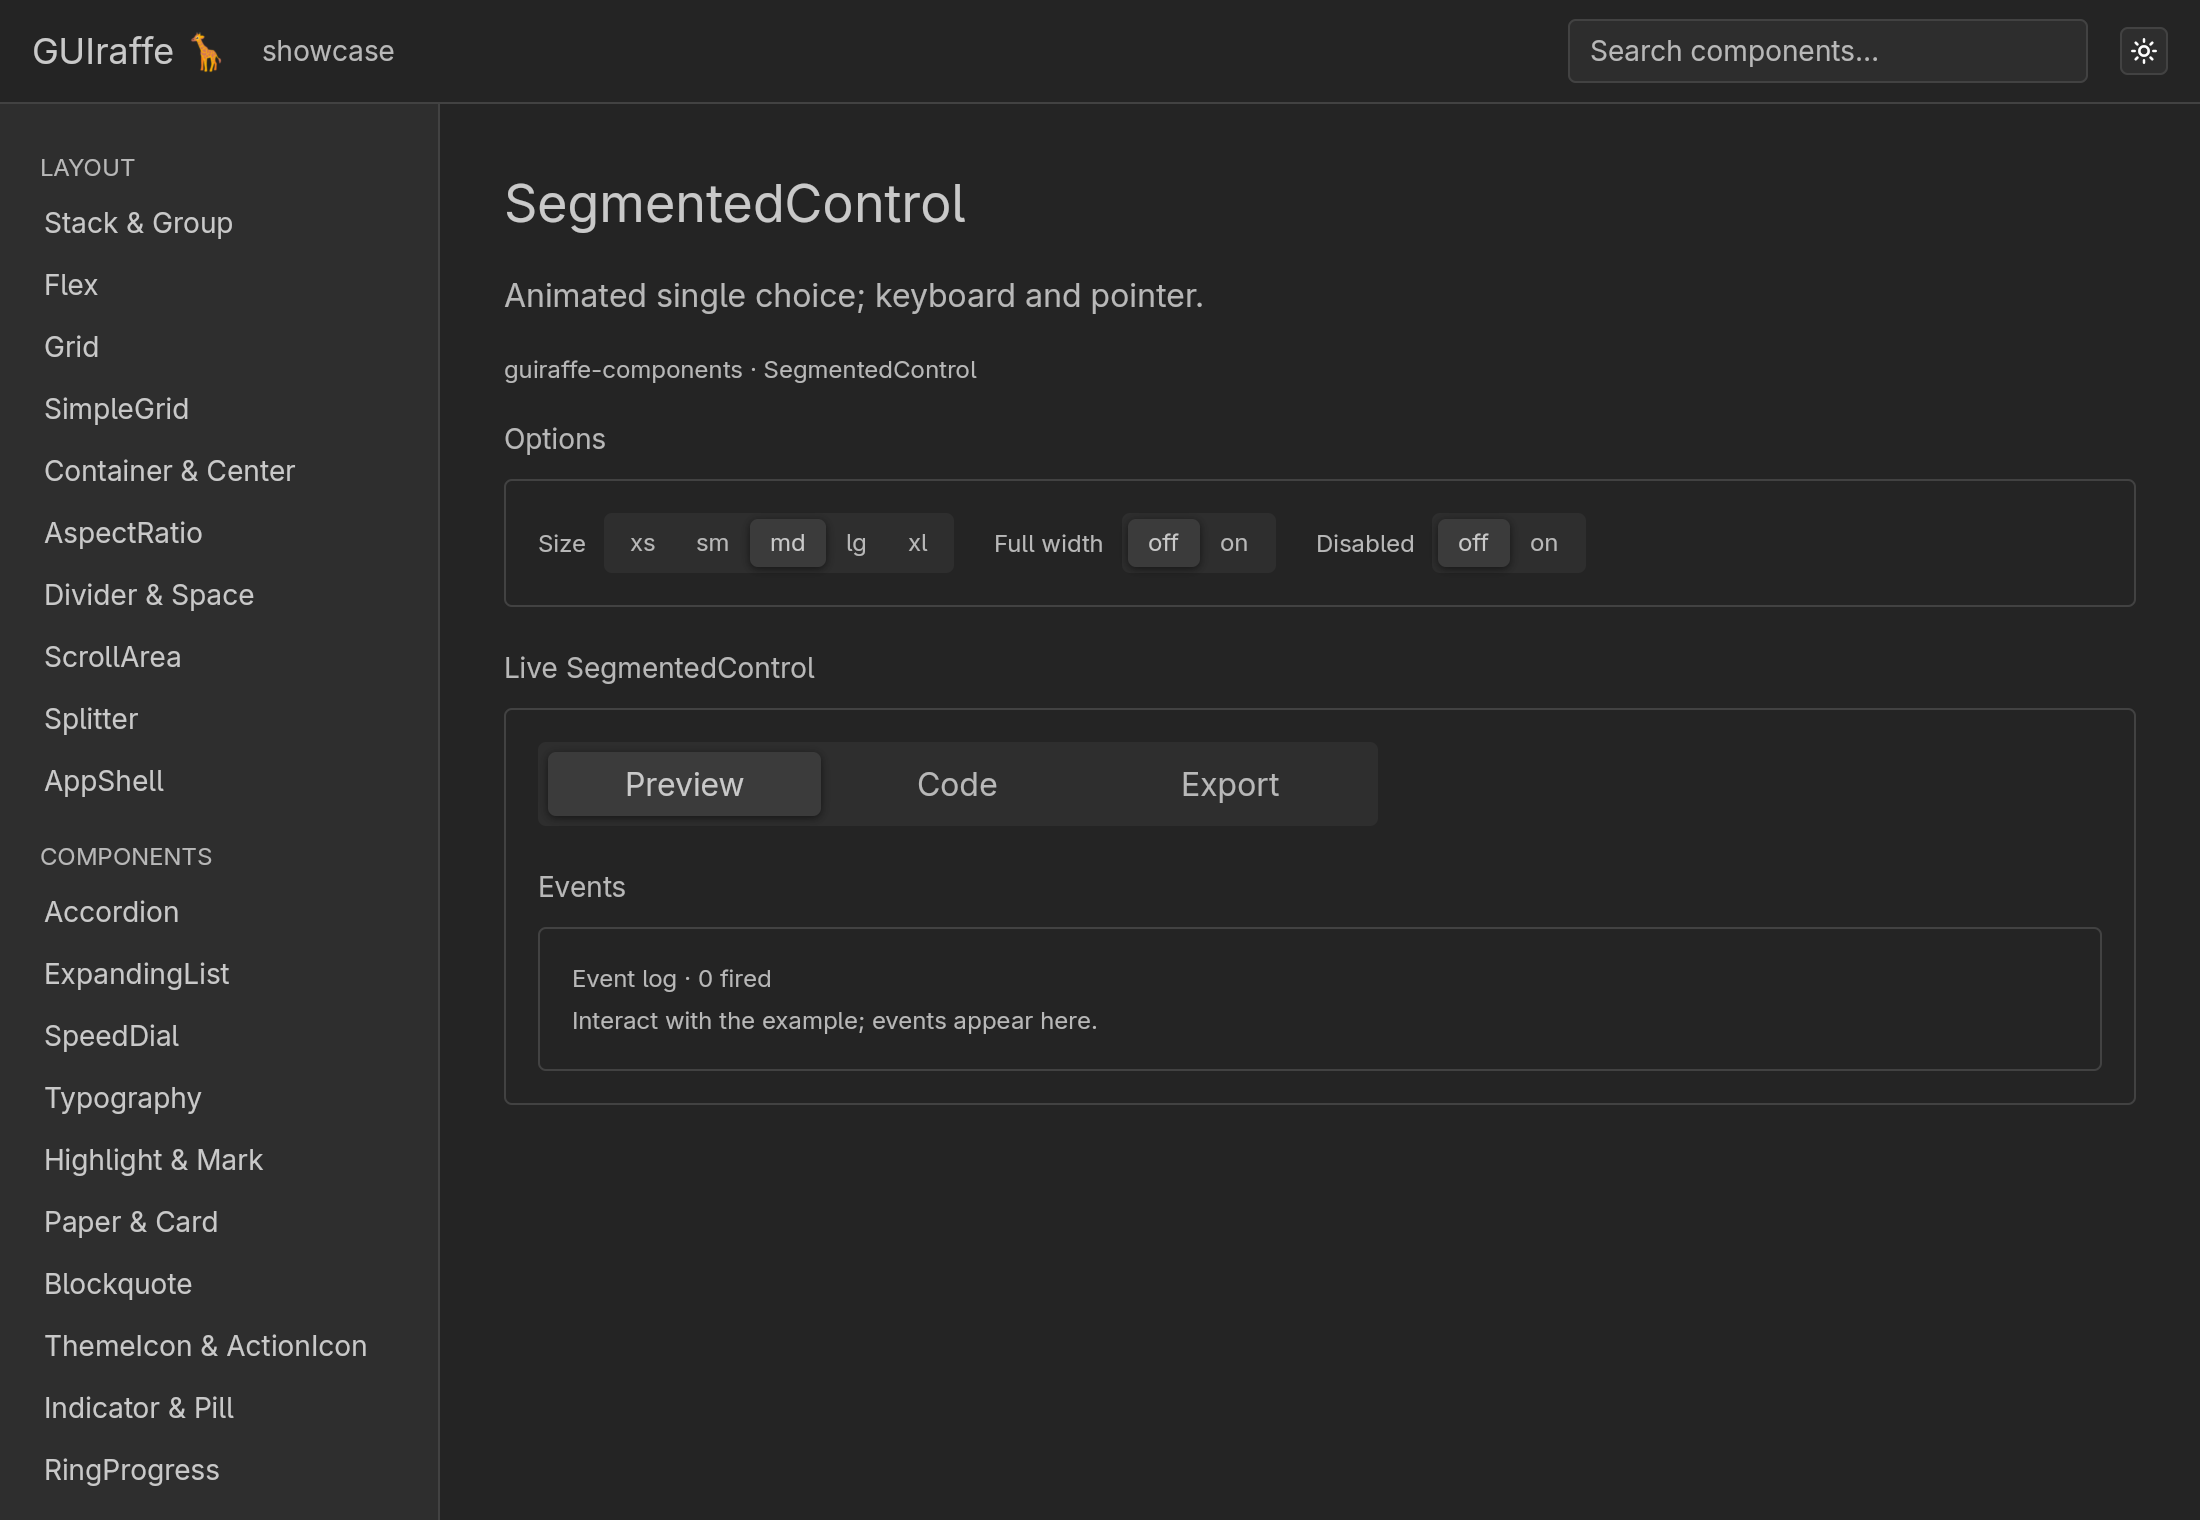 GUIraffe 🦒 showcase Search components...
LAYOUT
Stack & Group
Flex
Grid
SimpleGrid
Container & Center
AspectRatio
Divider & Space
ScrollArea
Splitter
AppShell
COMPONENTS
Accordion
ExpandingList
SpeedDial
Typography
Highlight & Mark
Paper & Card
Blockquote
ThemeIcon & ActionIcon
Indicator & Pill
RingProgress
SegmentedControl
Animated single choice; keyboard and pointer.
guiraffe-components · SegmentedControl
Options
Size xs sm md lg xl Full width off on Disabled off on
Live SegmentedControl
Preview Code Export
Events
Event log · 0 fired
Interact with the example; events appear here.